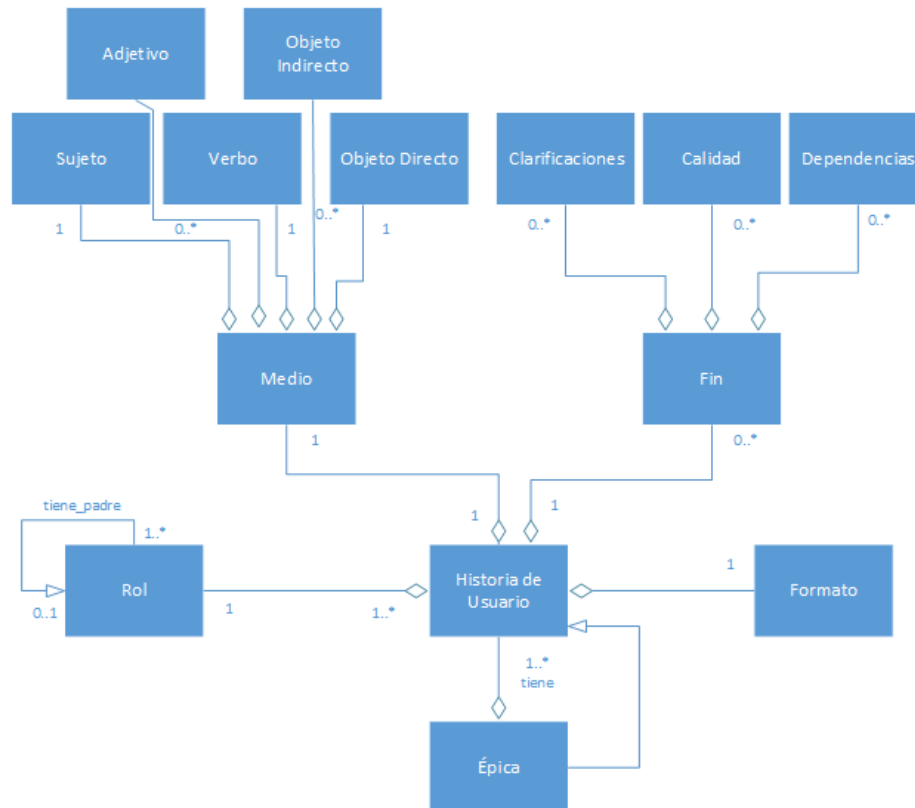 Objeto
Indirecto
Adjetivo
Sujeto
Verbo
Objeto Directo
Clarificaciones
Calidad
Dependencias
1
0..*
1
0..*
1
0..*
0..*
0..*
Medio
Fin
1
0..*
tiene_padre
1..*
1
1
Rol
0..1
1
1..*
Historia de
Usuario
1
Formato
1..*
tiene
Épica